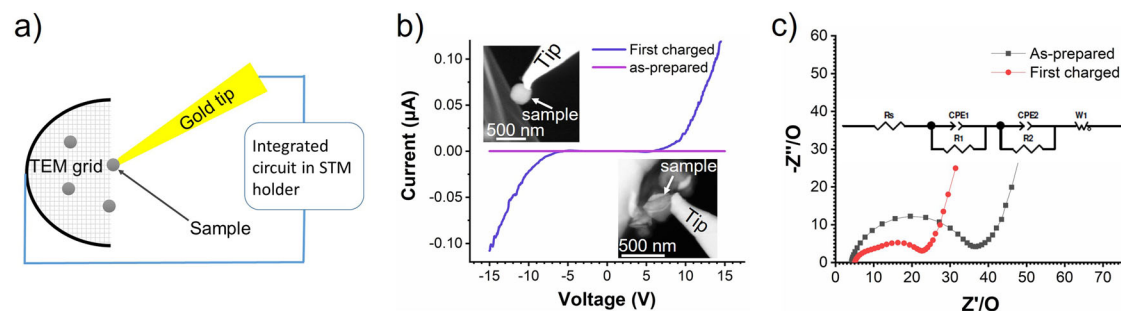 a)
Gold tip
TEM grid
Integrated
circuit in STM
holder
Sample
b)
Current (µA)
0.10
0.05
0.00
-0.05
-0.10
First charged
as-prepared
Tip
sample
500 nm
sample
Tip
500 nm
-15 -10 -5 0 5 10 15
Voltage (V)
c)
-Z''/O
60
50
40
30
20
10
0
As-prepared
First charged
Rs CPE1 CPE2 W1
R1 R2
0 10 20 30 40 50 60 70
Z'/O